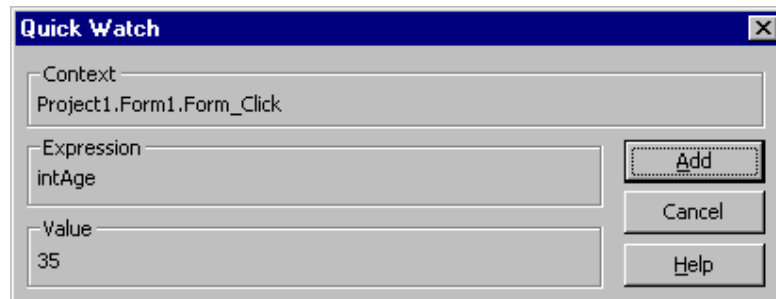 Quick Watch
Context
Project1.Form1.Form_Click
Expression
intAge
Add
Cancel
Value
35
Help